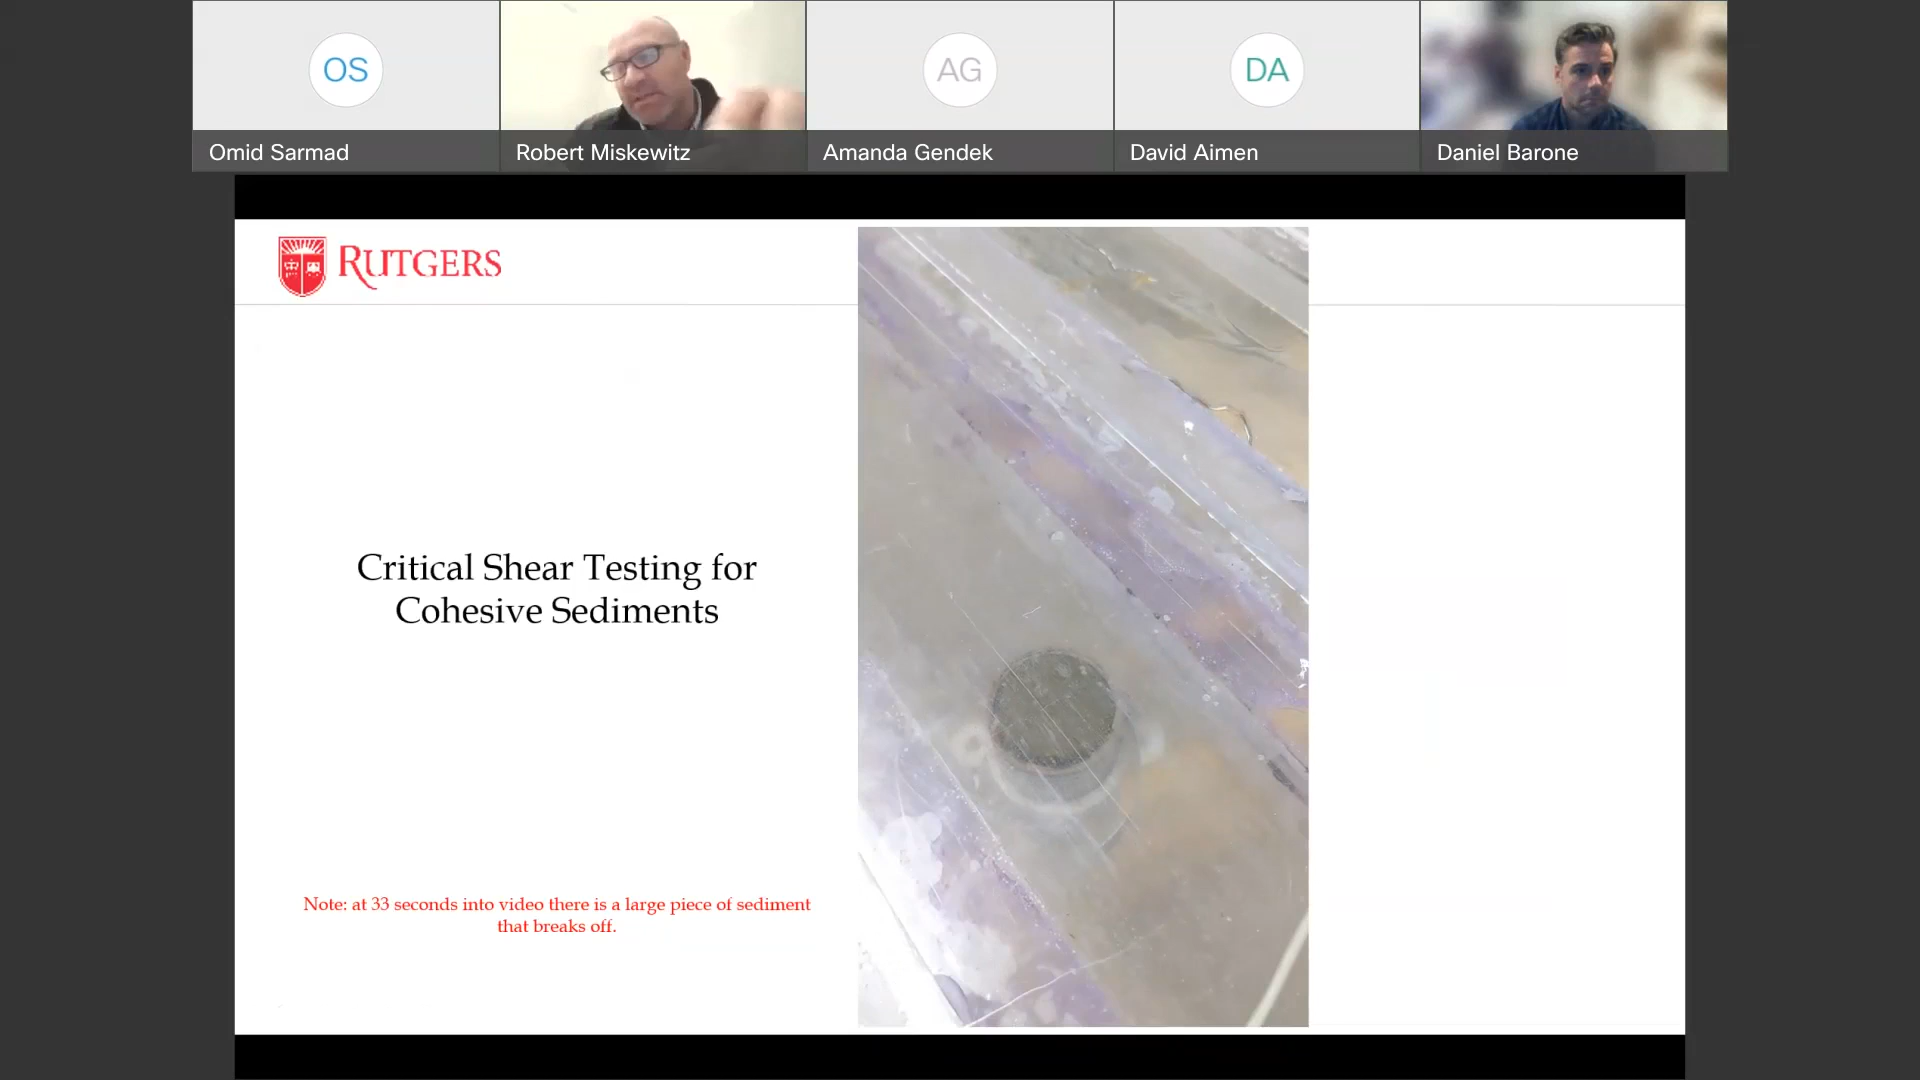 OS
AG
DA
Omid Sarmad
Robert Miskewitz
Amanda Gendek
David Aimen
Daniel Barone
RUTGERS
Critical Shear Testing for
Cohesive Sediments
Note: at 33 seconds into video there is a large piece of sediment
that breaks off.